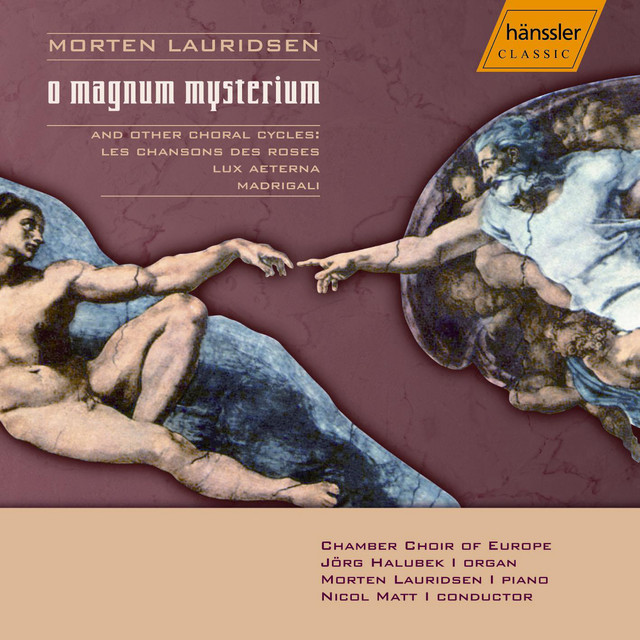 MORTEN LAURIDSEN
o magnum mysterium
AND OTHER CHORAL CYCLES:
LES CHANSONS DES ROSES
LUX AETERNA
MADRIGALI
hänssler
CLASSIC
CHAMBER CHOIR OF EUROPE
JÖRG HALUBEK I ORGAN
MORTEN LAURIDSEN I PIANO
NICOL MATT I CONDUCTOR